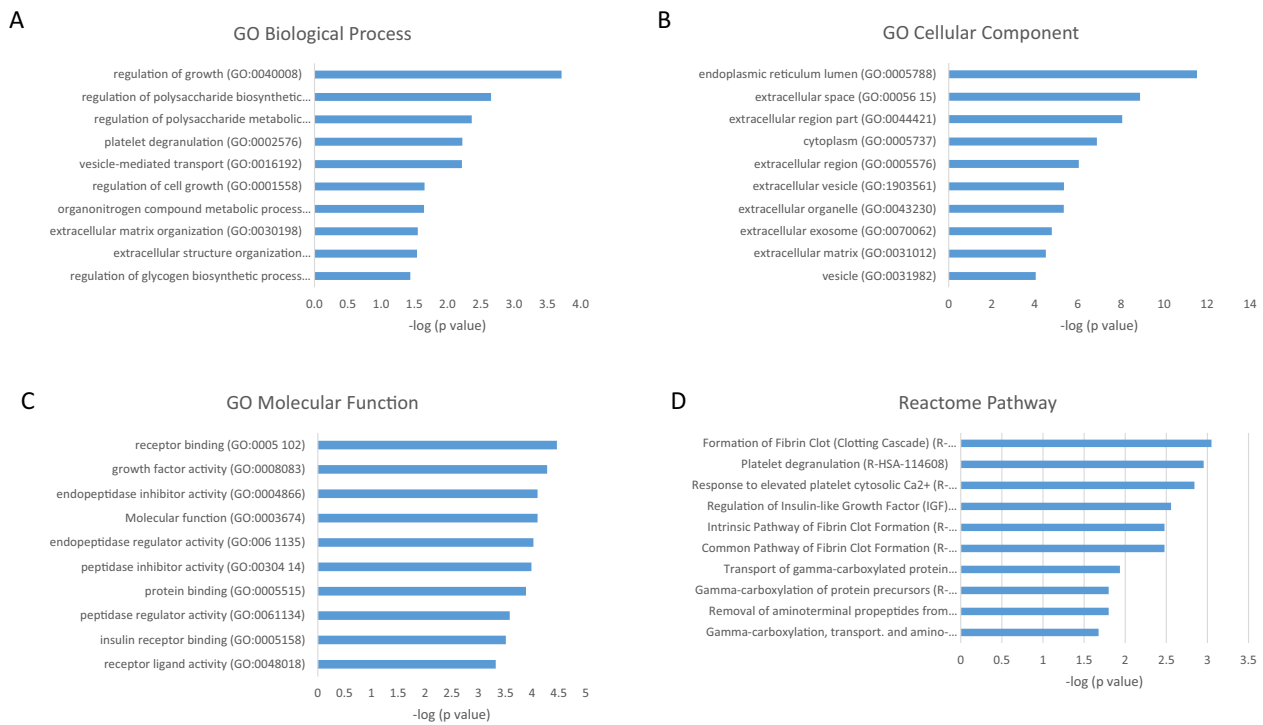 A
GO Biological Process
regulation of growth (GO:0040008)
regulation of polysaccharide biosynthetic...
regulation of polysaccharide metabolic...
platelet degranulation (GO:0002576)
vesicle-mediated transport (GO:0016192)
regulation of cell growth (GO:0001558)
organonitrogen compound metabolic process...
extracellular matrix organization (GO:0030198)
extracellular structure organization...
regulation of glycogen biosynthetic process...
0.0 0.5 1.0 1.5 2.0 2.5 3.0 3.5 4.0
-log (p value)
B
GO Cellular Component
endoplasmic reticulum lumen (GO:0005788)
extracellular space (GO:00056 15)
extracellular region part (GO:0044421)
cytoplasm (GO:0005737)
extracellular region (GO:0005576)
extracellular vesicle (GO:1903561)
extracellular organelle (GO:0043230)
extracellular exosome (GO:0070062)
extracellular matrix (GO:0031012)
vesicle (GO:0031982)
0 2 4 6 8 10 12 14
-log (p value)
C
GO Molecular Function
receptor binding (GO:0005 102)
growth factor activity (GO:0008083)
endopeptidase inhibitor activity (GO:0004866)
Molecular function (GO:0003674)
endopeptidase regulator activity (GO:006 1135)
peptidase inhibitor activity (GO:00304 14)
protein binding (GO:0005515)
peptidase regulator activity (GO:0061134)
insulin receptor binding (GO:0005158)
receptor ligand activity (GO:0048018)
0 0.5 1 1.5 2 2.5 3 3.5 4 4.5 5
-log (p value)
D
Reactome Pathway
Formation of Fibrin Clot (Clotting Cascade) (R-...
Platelet degranulation (R-HSA-114608)
Response to elevated platelet cytosolic Ca2+ (R-...
Regulation of Insulin-like Growth Factor (IGF)...
Intrinsic Pathway of Fibrin Clot Formation (R-...
Common Pathway of Fibrin Clot Formation (R-...
Transport of gamma-carboxylated protein...
Gamma-carboxylation of protein precursors (R-...
Removal of aminoterminal propeptides from...
Gamma-carboxylation, transport. and amino-...
0 0.5 1 1.5 2 2.5 3 3.5
-log (p value)